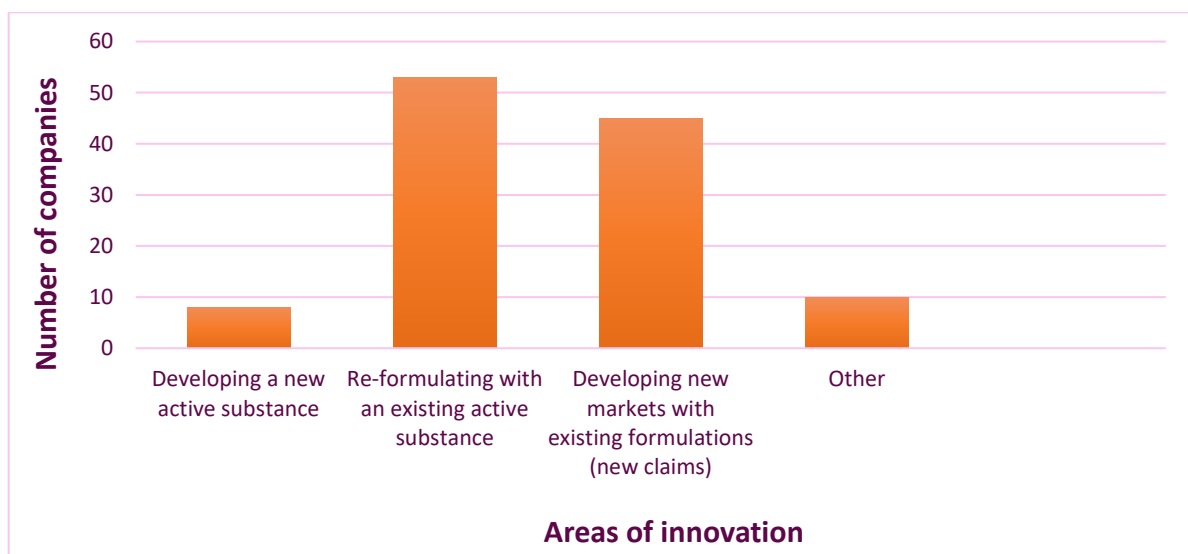 Number of companies
60
50
40
30
20
10
0
Developing a new
active substance
Re-formulating with
an existing active
substance
Developing new
markets with
existing formulations
(new claims)
Other
Areas of innovation